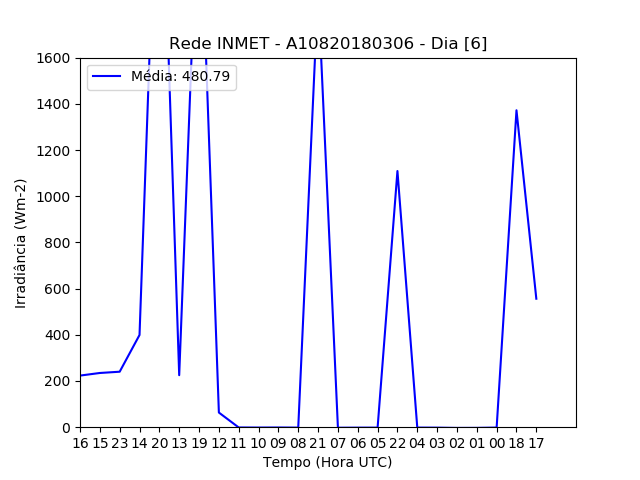 Rede INMET - A10820180306 - Dia [6]
Média: 480.79
1600
1400
1200
1000
800
600
400
200
0
Irradiância (Wm-2)
16 15 23 14 20 13 19 12 11 10 09 08 21 07 06 05 22 04 03 02 01 00 18 17
Tempo (Hora UTC)